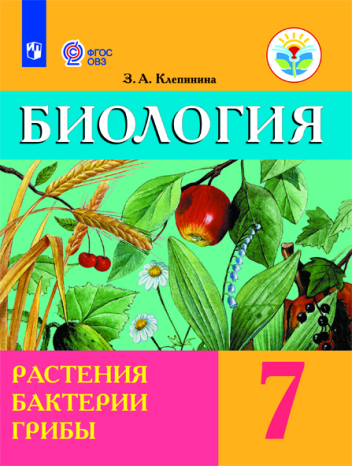 ФГОС
ОВЗ
З. А. Клепинина
БИОЛОГИЯ
РАСТЕНИЯ
БАКТЕРИИ
ГРИБЫ
7